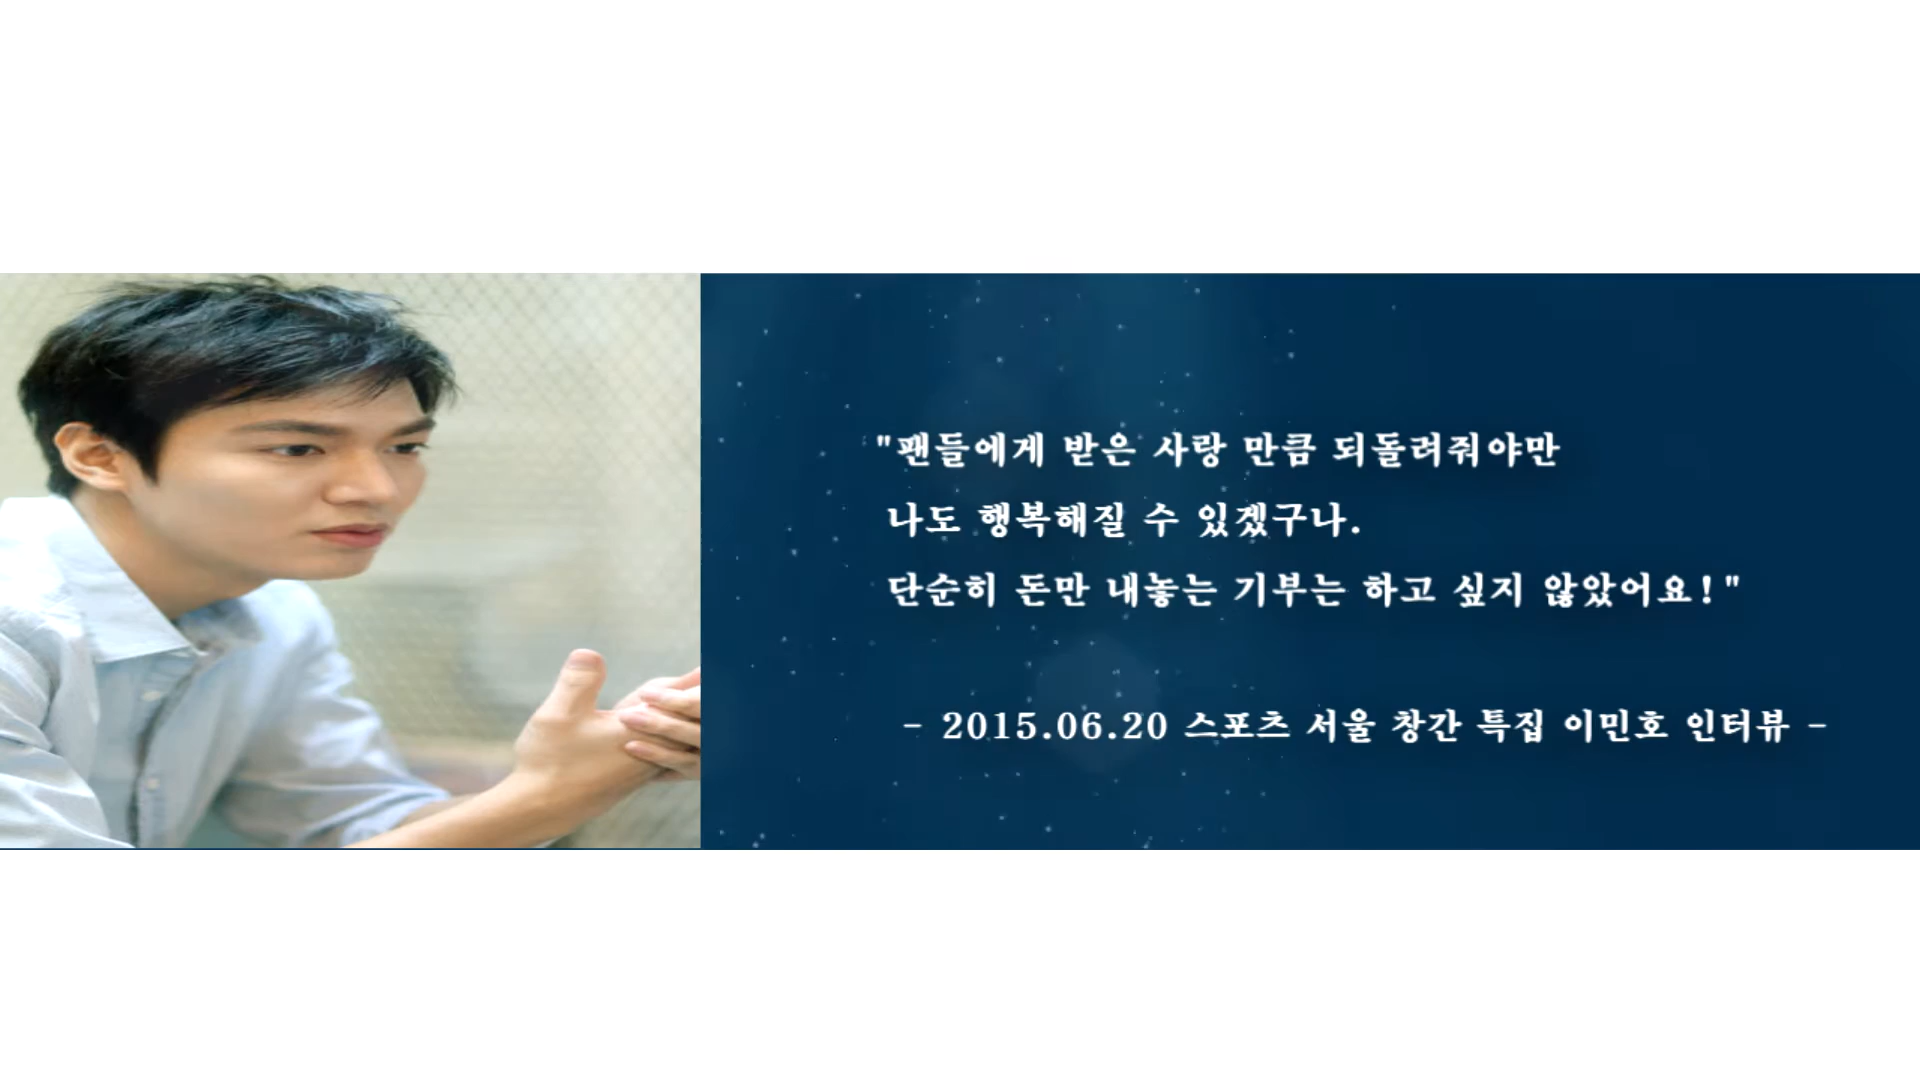 "팬들에게 받은 사랑 만큼 되돌려줘야만
나도 행복해질 수 있겠구나.
단순히 돈만 내놓는 기부는 하고 싶지 않았어요!"
- 2015.06.20 스포츠 서울 창간 특집 이민호 인터뷰 -